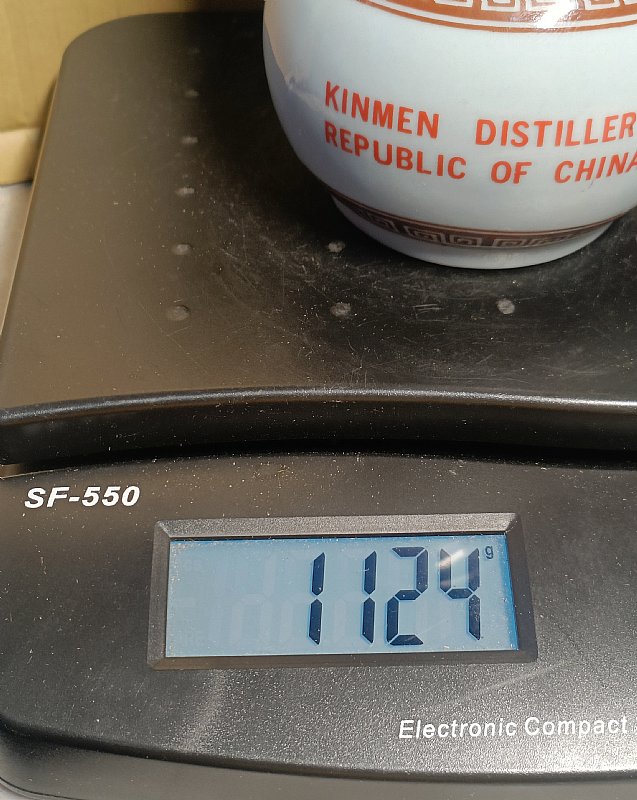 KINMEN DISTILLER
REPUBLIC OF CHINA
SF-550
1124 g
Electronic Compact